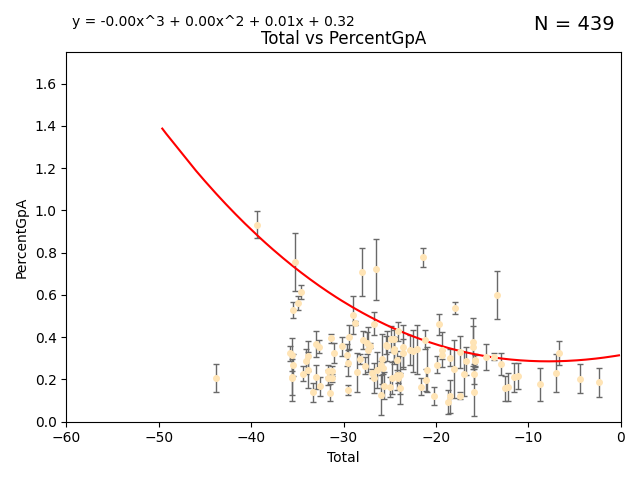 y = -0.00x^3 + 0.00x^2 + 0.01x + 0.32
N = 439
Total vs PercentGpA
PercentGpA
1.6
1.4
1.2
1.0
0.8
0.6
0.4
0.2
0.0
−60 −50 −40 −30 −20 −10 0
Total